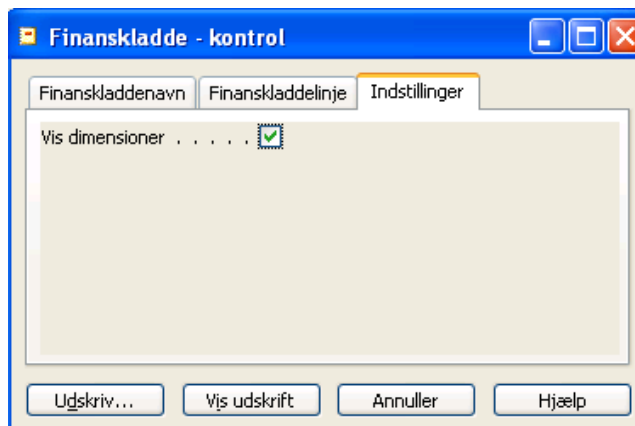 Finanskladde - kontrol
Finanskladdenavn Finanskladdelinje Indstillinger
Vis dimensioner . . . . .
Udskriv... Vis udskrift Annuller Hjælp